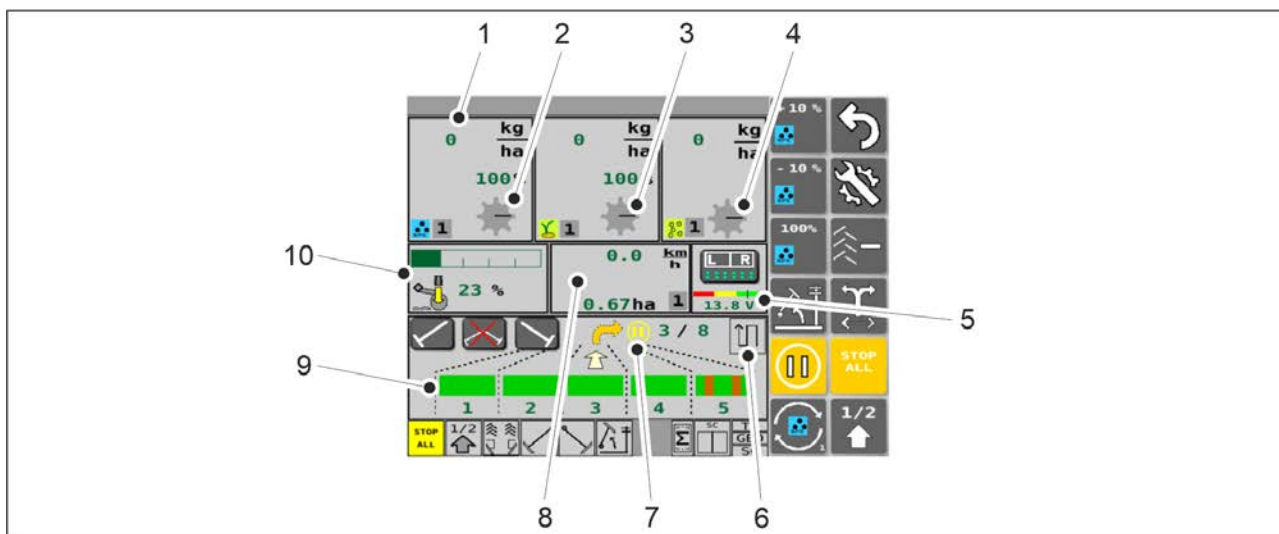 1 2 3 4
+ 10 %
0 kg/ha 0 kg/ha 0 kg/ha
100% 100%
- 10 %
1 1 1
100%
10
0.0 km/h
L R
23 %
0.67ha 1
13.8 V
5
3 / 8
STOP ALL
9
1 2 3 4 5
STOP ALL
1/2
Σ
SC
GEO
1/2
1
8 7 6